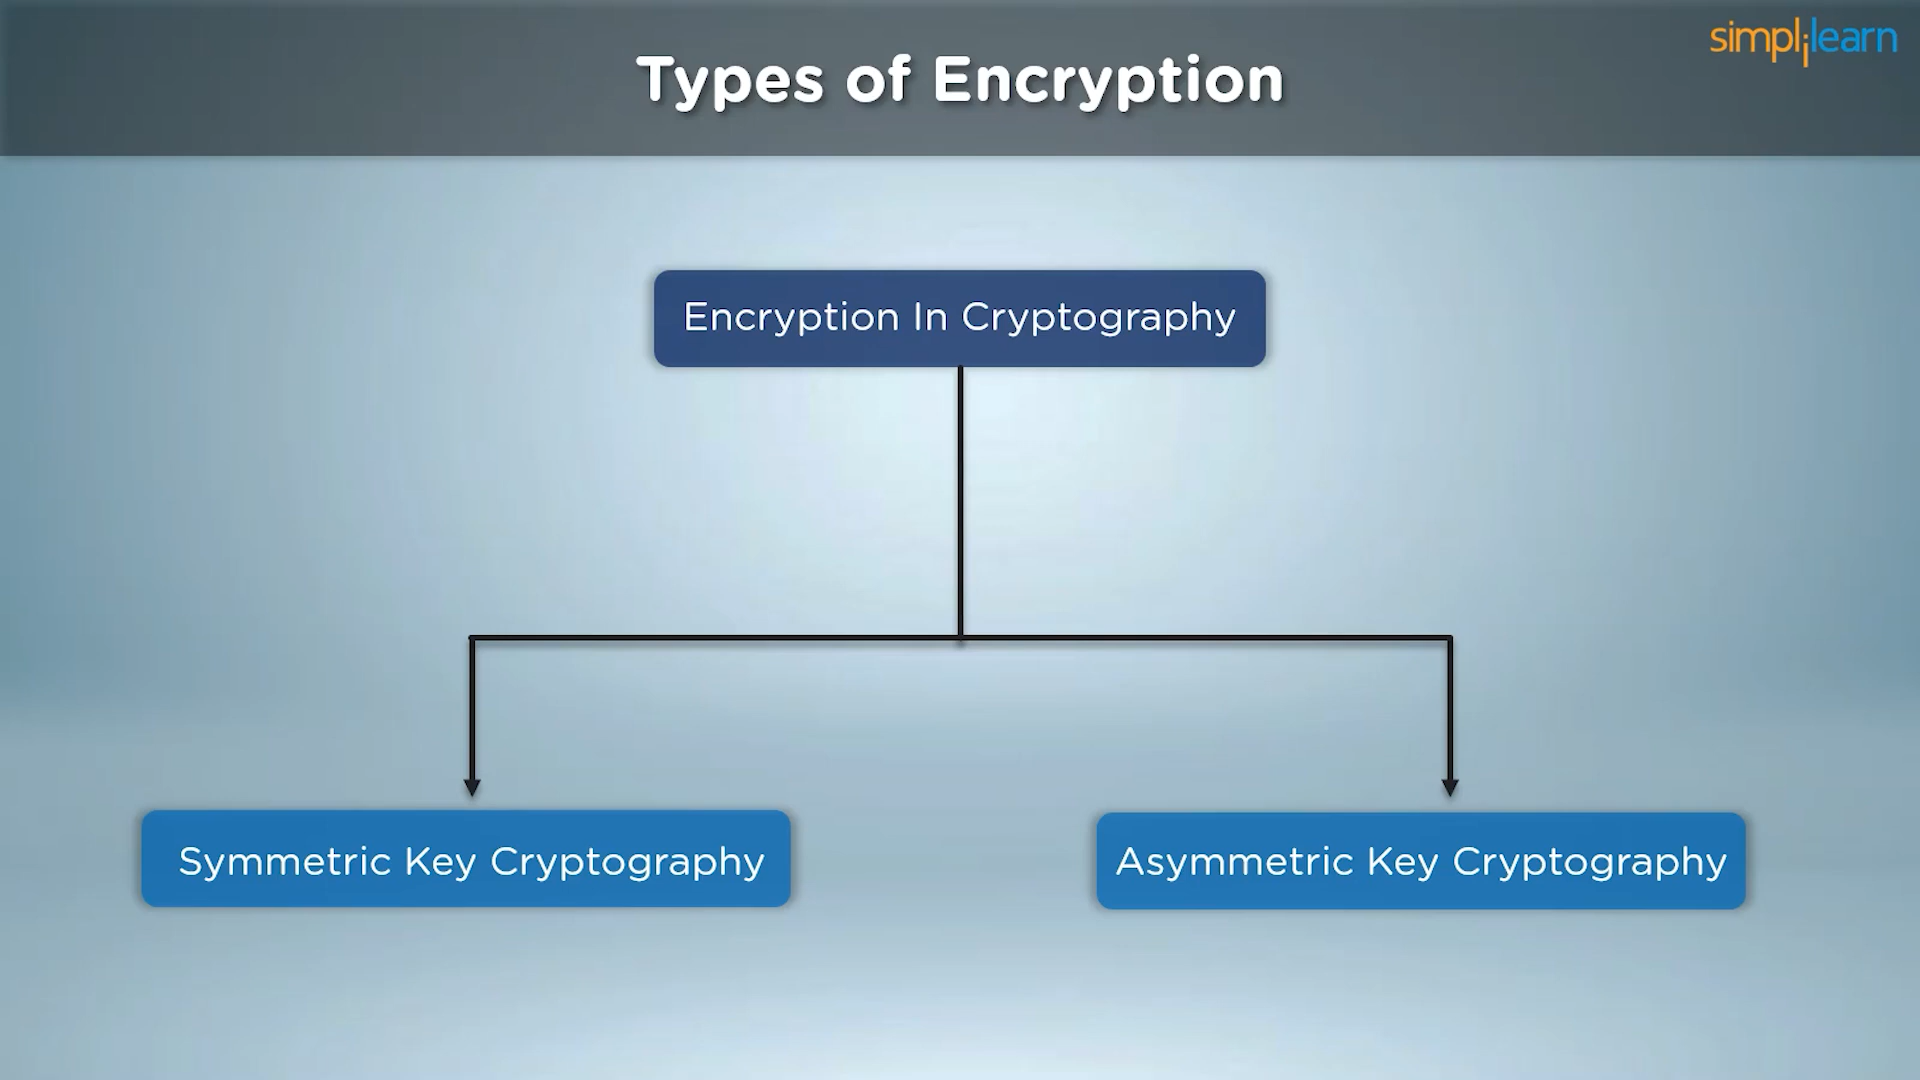 simplilearn
Types of Encryption
Encryption In Cryptography
Symmetric Key Cryptography
Asymmetric Key Cryptography